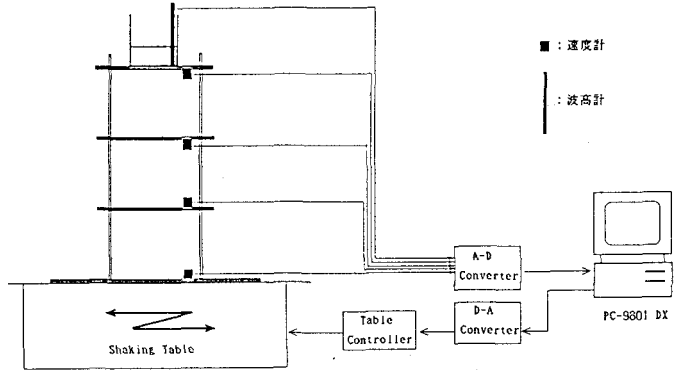 ■ : 速度計
: 波高計
A-D
Converter
D-A
Converter
Table
Controller
PC-9801 DX
Shaking Table